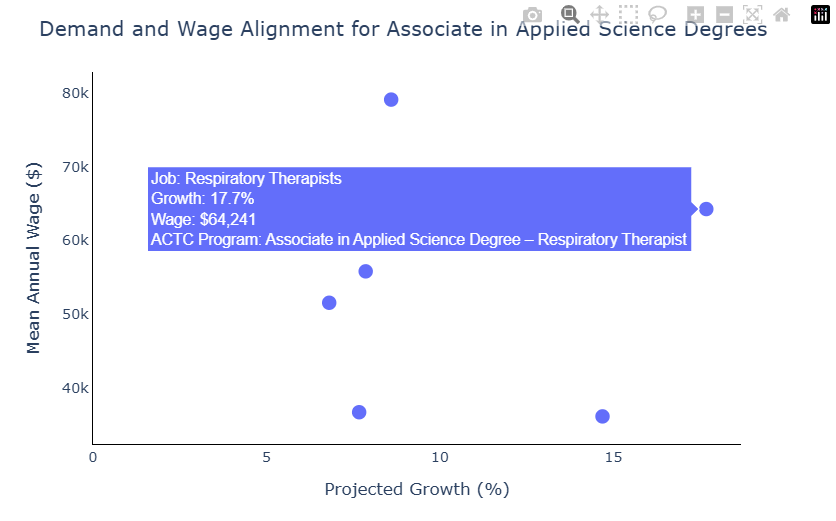 Demand and Wage Alignment for Associate in Applied Science Degrees
80k
70k
60k
50k
40k
Mean Annual Wage ($)
Job: Respiratory Therapists
Growth: 17.7%
Wage: $64,241
ACTC Program: Associate in Applied Science Degree – Respiratory Therapist
0
5
10
15
Projected Growth (%)